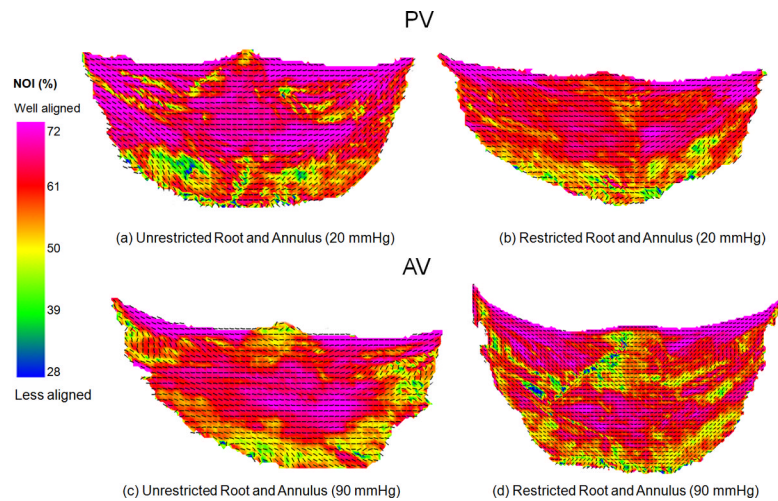 PV
NOI (%)
Well aligned
72
61
50
39
28
Less aligned
(a) Unrestricted Root and Annulus (20 mmHg)
(b) Restricted Root and Annulus (20 mmHg)
AV
(c) Unrestricted Root and Annulus (90 mmHg)
(d) Restricted Root and Annulus (90 mmHg)